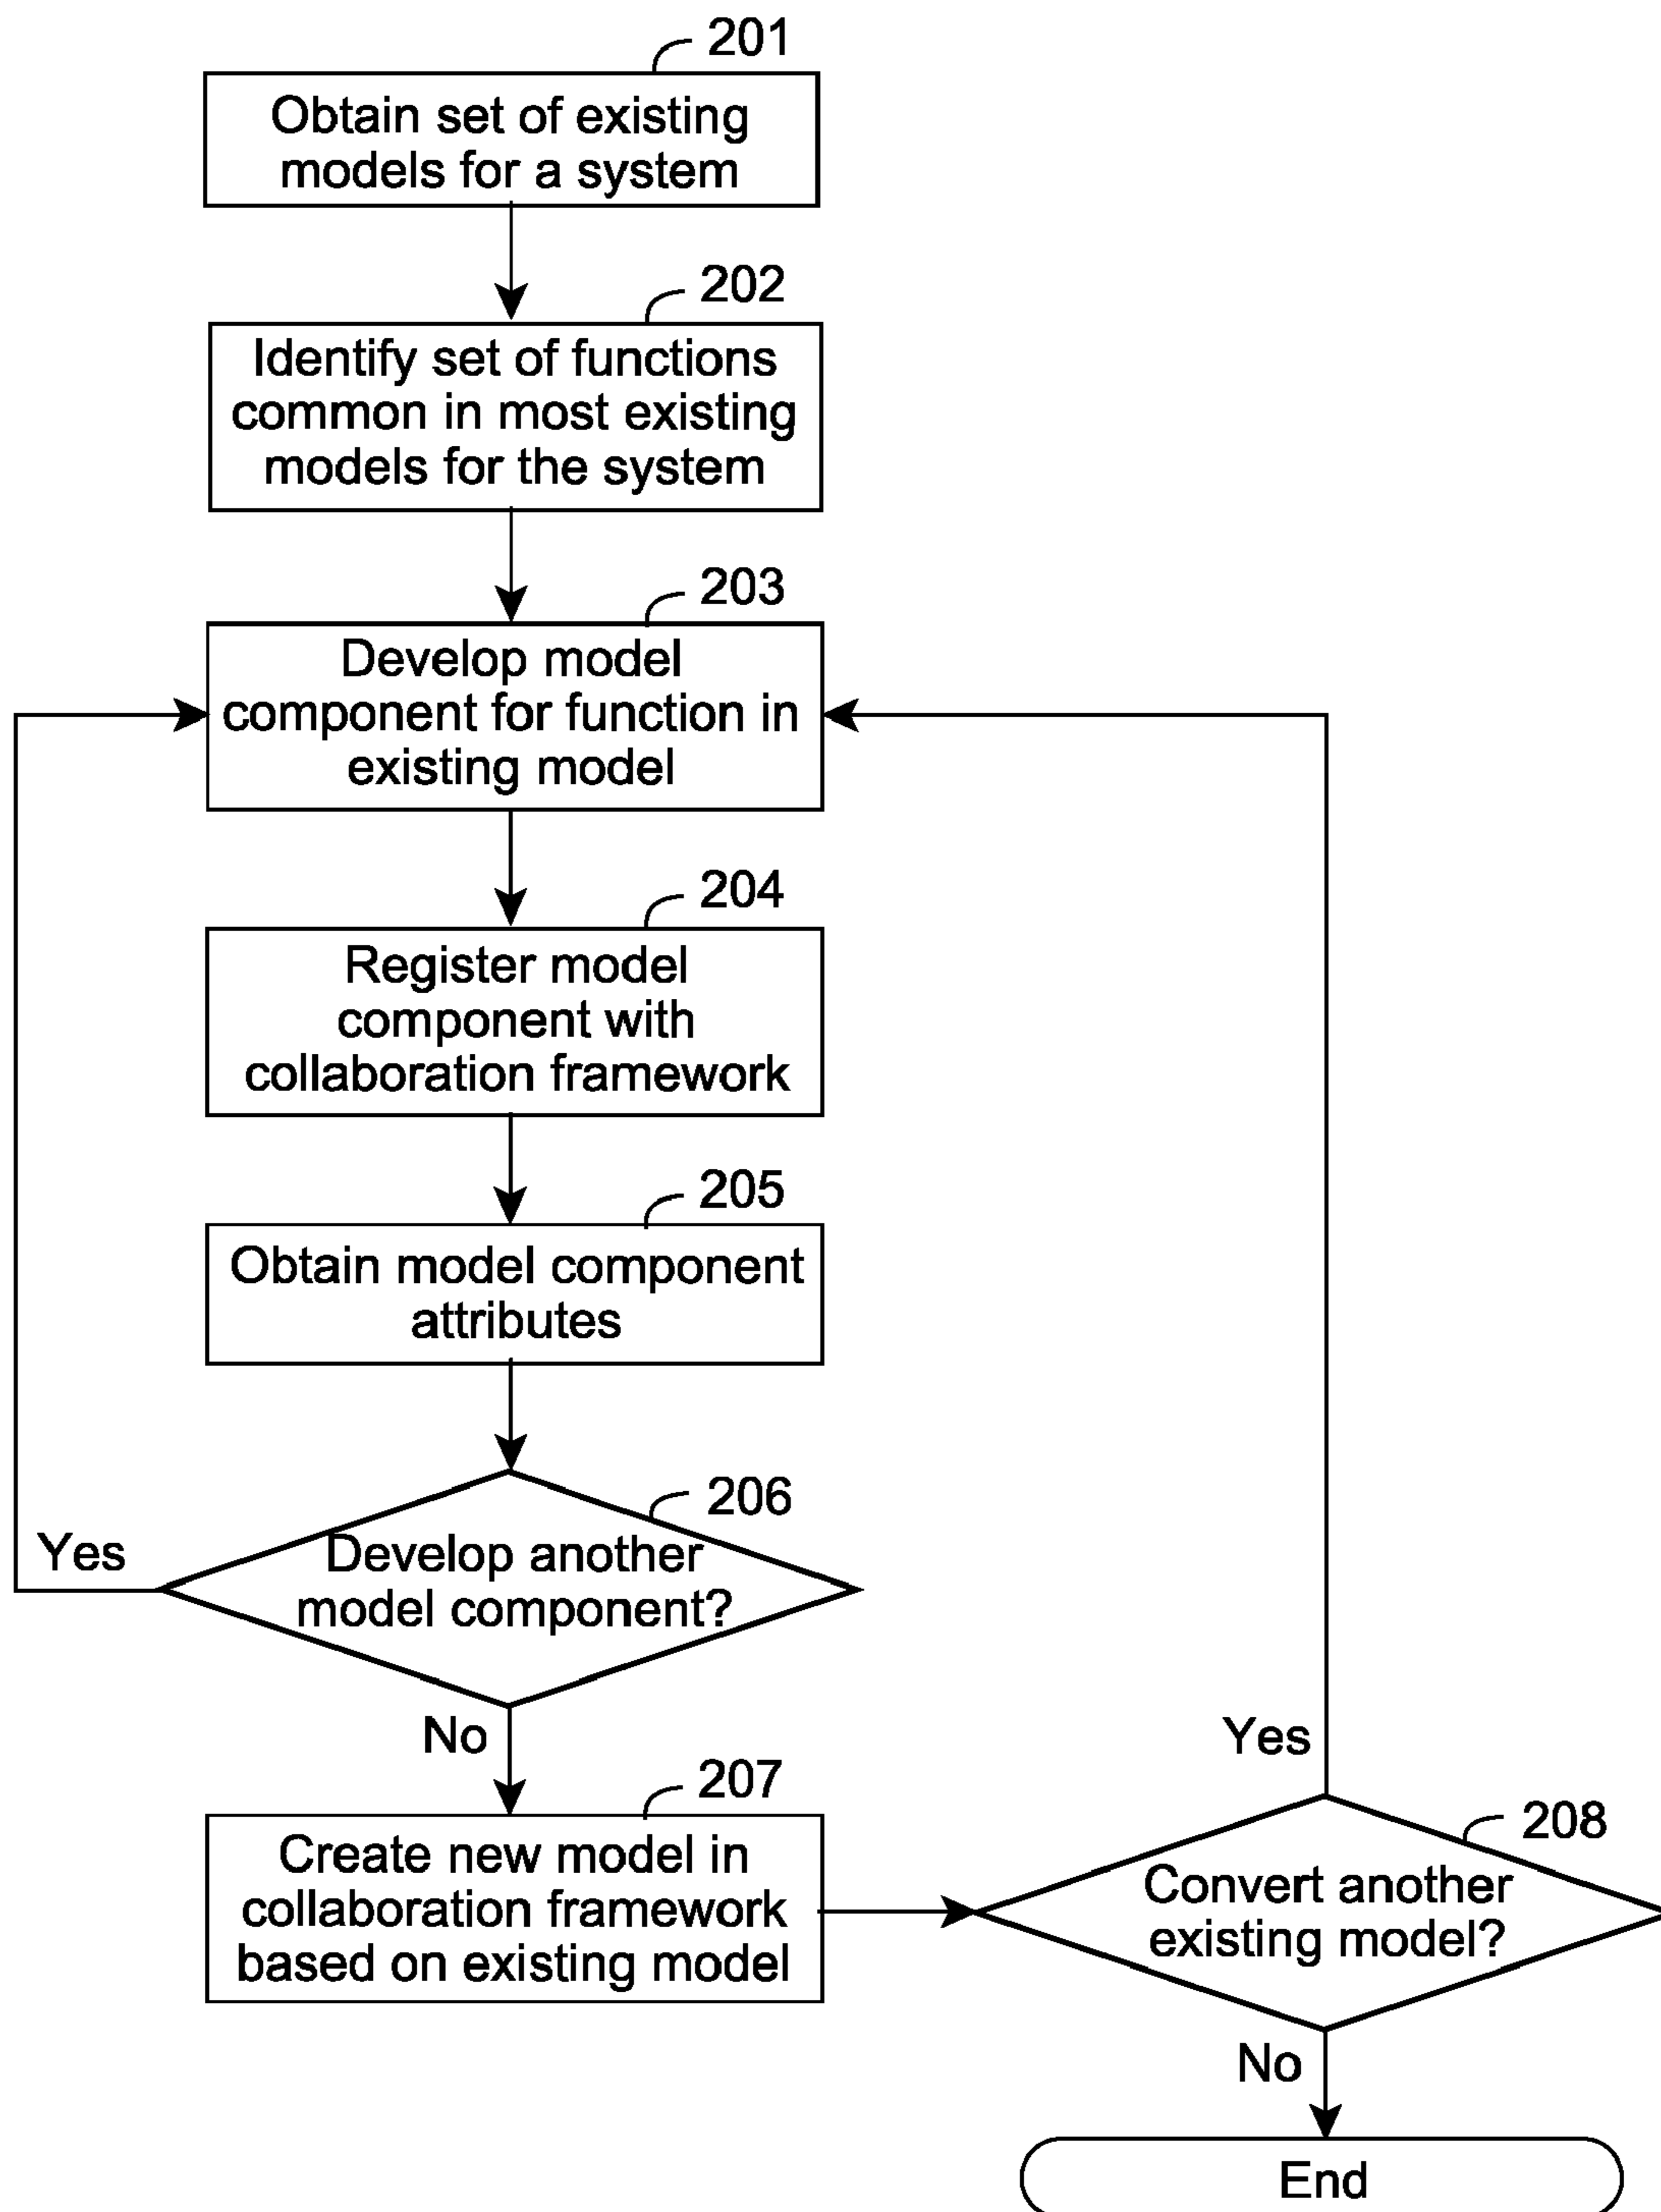 201
Obtain set of existing
models for a system
202
Identify set of functions
common in most existing
models for the system
203
Develop model
component for function in
existing model
204
Register model
component with
collaboration framework
205
Obtain model component
attributes
206
Develop another
model component?
Yes
No
207
Create new model in
collaboration framework
based on existing model
Yes
208
Convert another
existing model?
No
End